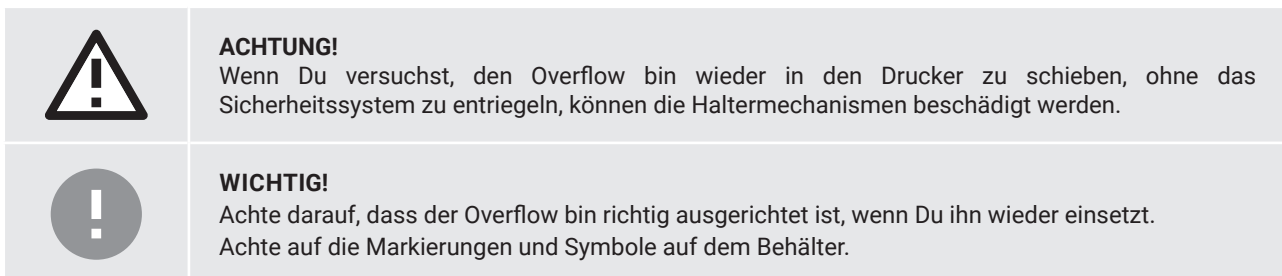 ACHTUNG!
Wenn Du versuchst, den Overflow bin wieder in den Drucker zu schieben, ohne das
Sicherheitssystem zu entriegeln, können die Haltermechanismen beschädigt werden.
WICHTIG!
Achte darauf, dass der Overflow bin richtig ausgerichtet ist, wenn Du ihn wieder einsetzt.
Achte auf die Markierungen und Symbole auf dem Behälter.